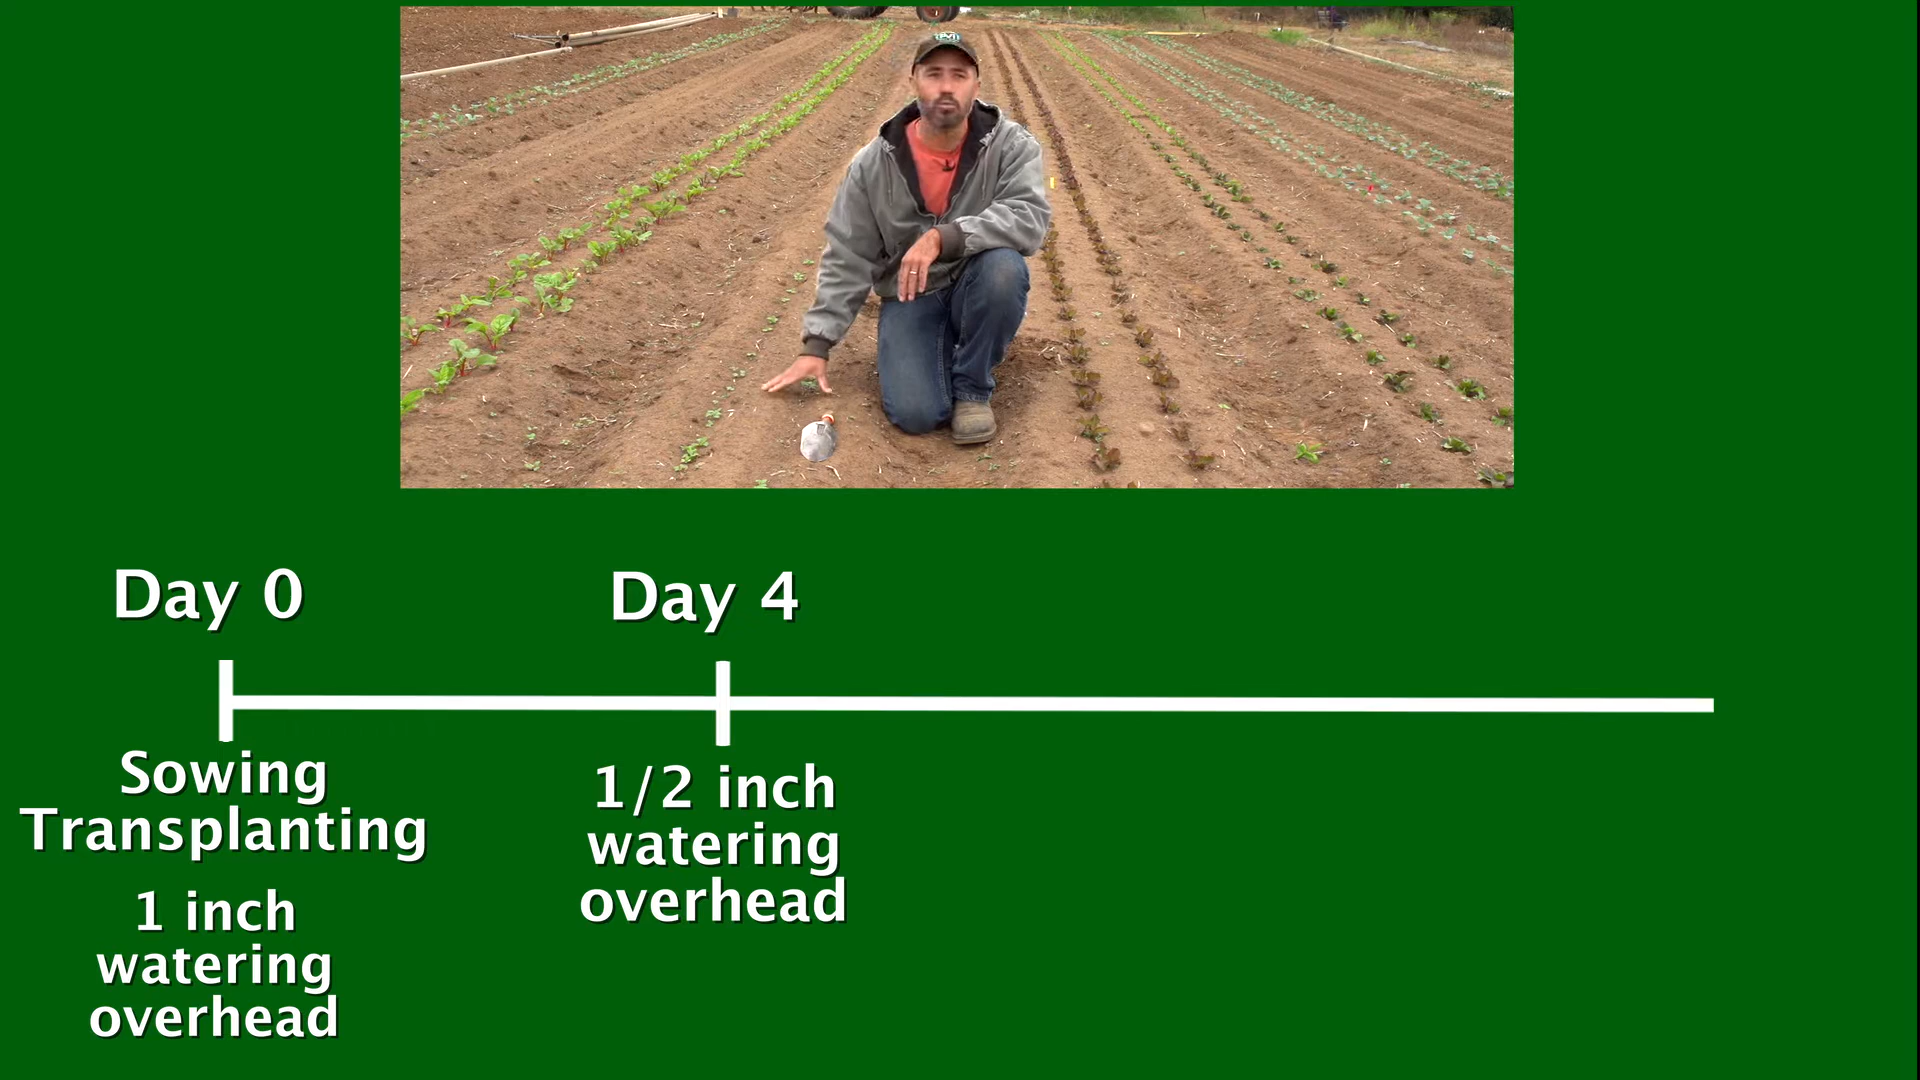 Day 0
Day 4
Sowing
Transplanting
1 inch
watering
overhead
1/2 inch
watering
overhead